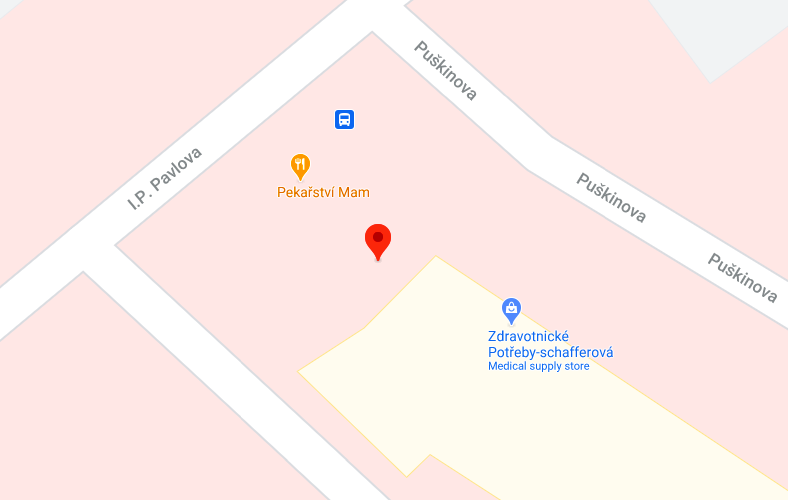 Puškinova
I.P. Pavlova
Pekařství Mam
Puškinova
Puškinova
Zdravotnické
Potřeby-schafferová
Medical supply store